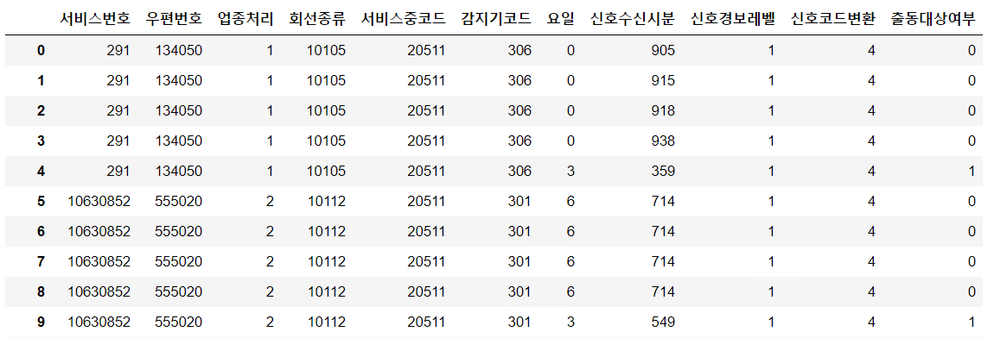 서비스번호 우편번호 업종처리 회선종류 서비스중코드 감지기코드 요일 신호수신시분 신호경보레벨 신호코드변환 출동대상여부
0 291 134050 1 10105 20511 306 0 905 1 4 0
1 291 134050 1 10105 20511 306 0 915 1 4 0
2 291 134050 1 10105 20511 306 0 918 1 4 0
3 291 134050 1 10105 20511 306 0 938 1 4 0
4 291 134050 1 10105 20511 306 3 359 1 4 1
5 10630852 555020 2 10112 20511 301 6 714 1 4 0
6 10630852 555020 2 10112 20511 301 6 714 1 4 0
7 10630852 555020 2 10112 20511 301 6 714 1 4 0
8 10630852 555020 2 10112 20511 301 6 714 1 4 0
9 10630852 555020 2 10112 20511 301 3 549 1 4 1